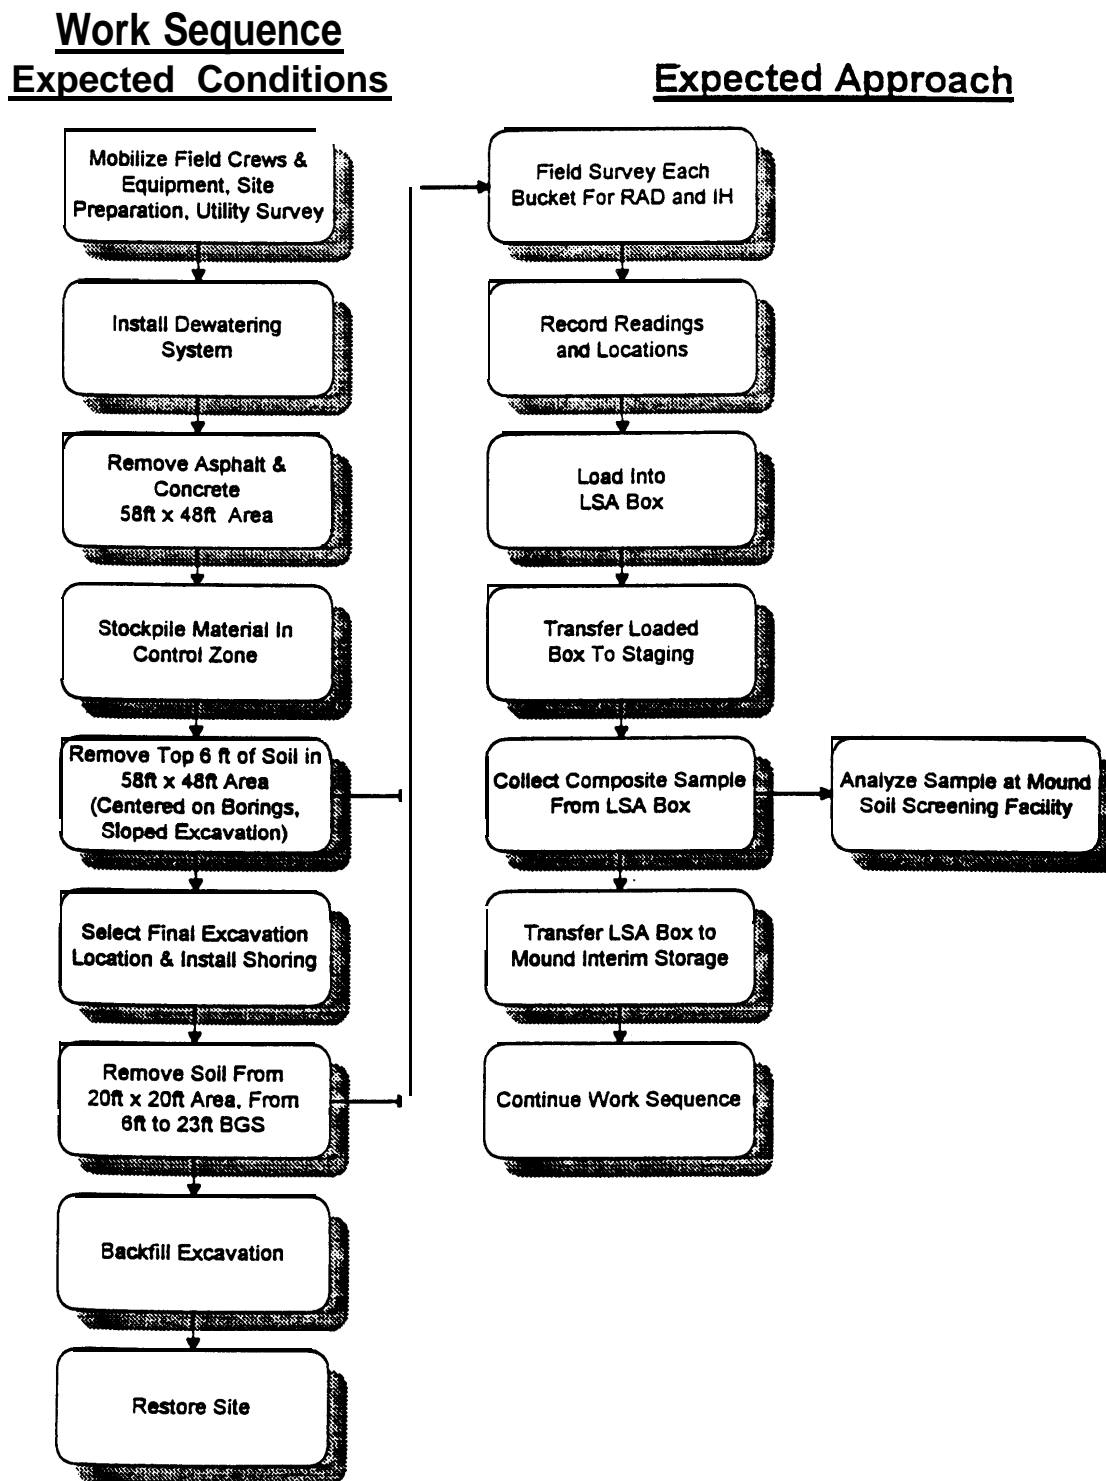 Work Sequence
Expected Conditions
Mobilize Field Crews &
Equipment, Site
Preparation, Utility Survey
Install Dewatering
System
Remove Asphalt &
Concrete
58ft x 48ft Area
Stockpile Material In
Control Zone
Remove Top 6 ft of Soil in
58ft x 48ft Area
(Centered on Borings,
Sloped Excavation)
Select Final Excavation
Location & Install Shoring
Remove Soil From
20ft x 20ft Area, From
6ft to 23ft BGS
Backfill Excavation
Restore Site
Expected Approach
Field Survey Each
Bucket For RAD and IH
Record Readings
and Locations
Load Into
LSA Box
Transfer Loaded
Box To Staging
Collect Composite Sample
From LSA Box
Analyze Sample at Mound
Soil Screening Facility
Transfer LSA Box to
Mound Interim Storage
Continue Work Sequence